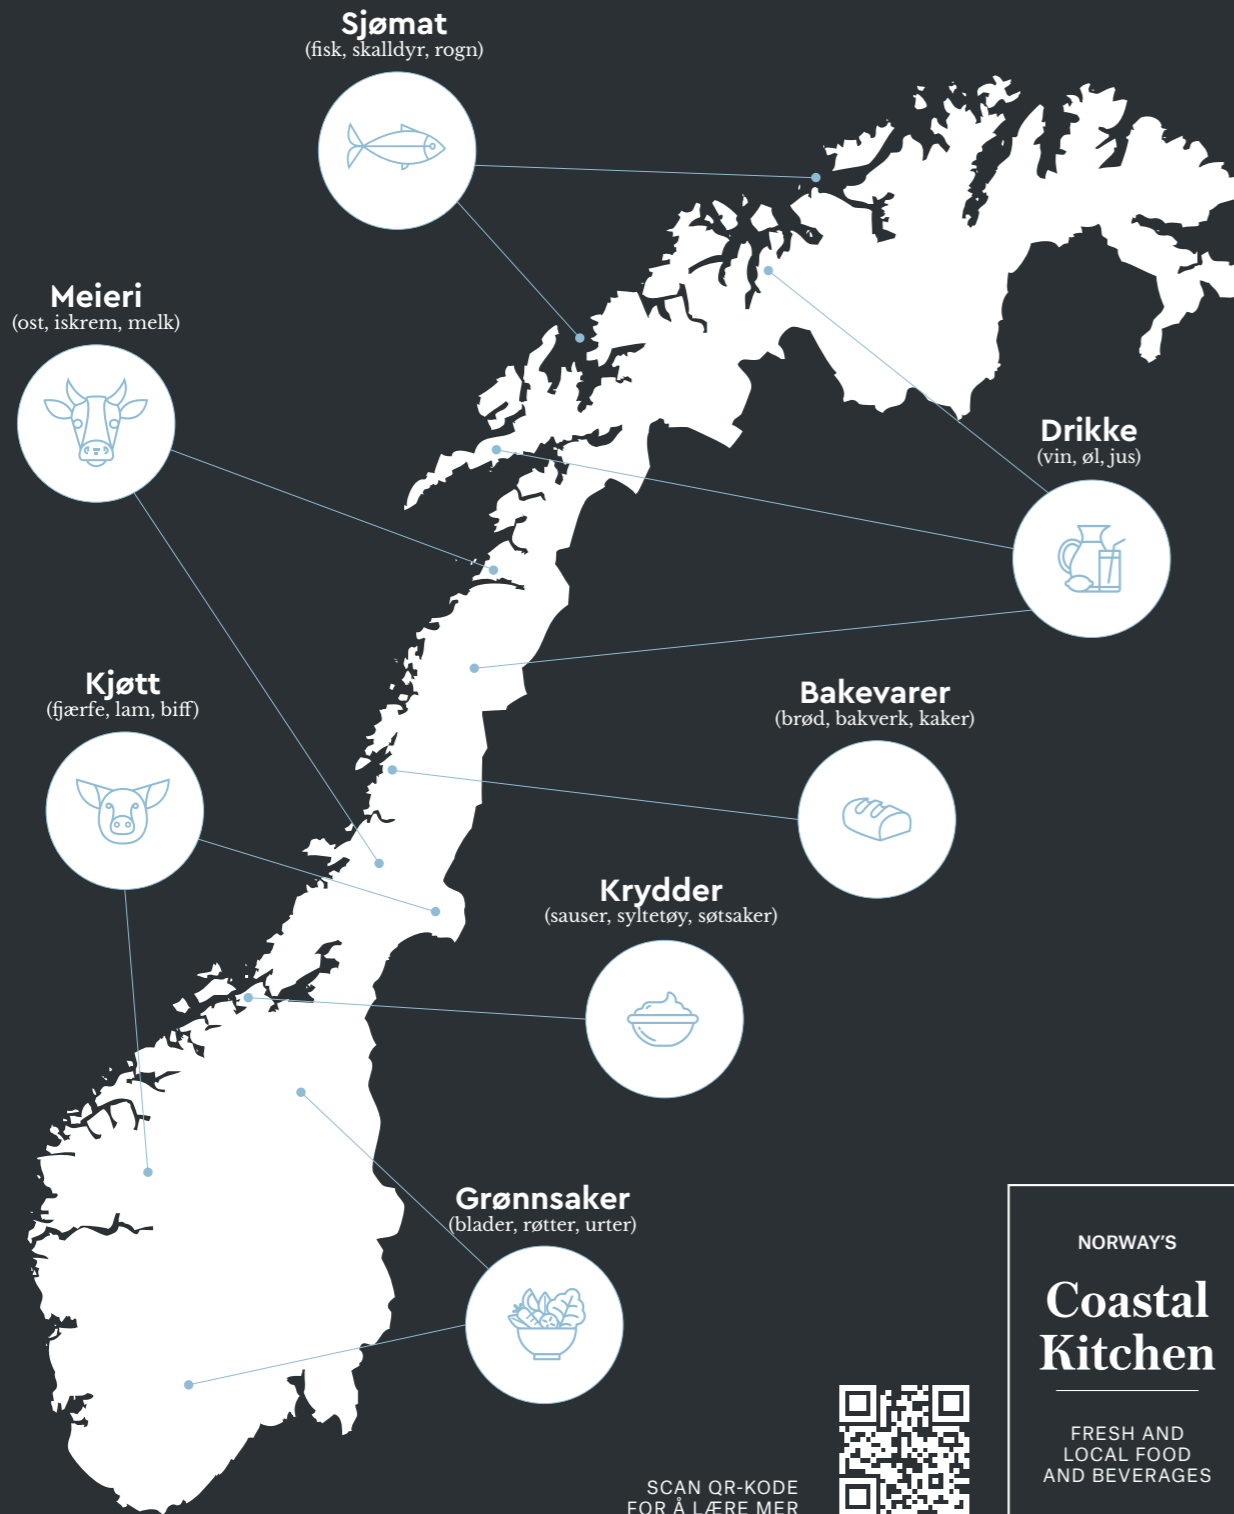 Sjømat
(fisk, skalldyr, rogn)
Meieri
(ost, iskrem, melk)
Drikke
(vin, øl, jus)
Kjøtt
(fjærfe, lam, biff)
Bakevarer
(brød, bakverk, kaker)
Krydder
(sauser, syltetøy, søtsaker)
Grønnsaker
(blader, røtter, urter)
SCAN QR-KODE
FOR Å LÆRE MER
NORWAY'S
Coastal
Kitchen
FRESH AND
LOCAL FOOD
AND BEVERAGES